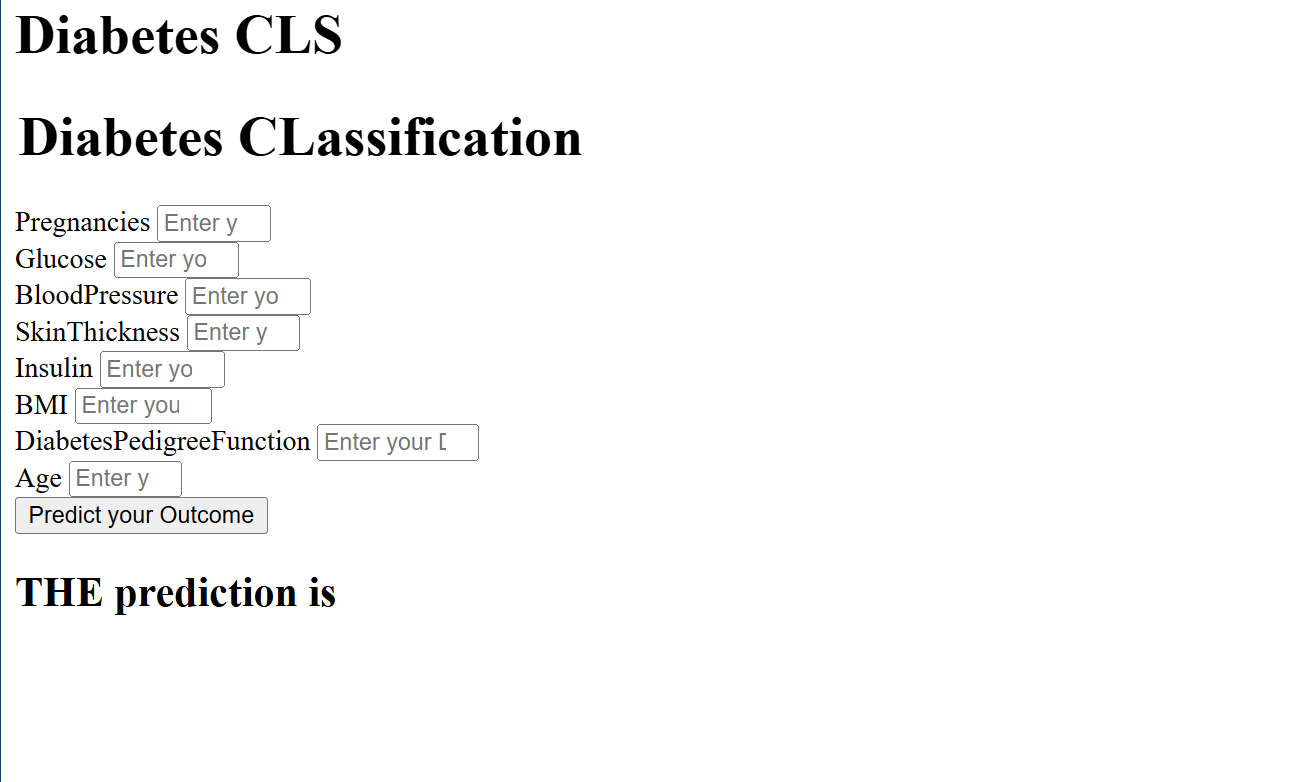 Diabetes CLS
Diabetes CLassification
Pregnancies Enter y
Glucose Enter yo
BloodPressure Enter yo
SkinThickness Enter y
Insulin Enter yo
BMI Enter you
DiabetesPedigreeFunction Enter your D
Age Enter y
Predict your Outcome
THE prediction is